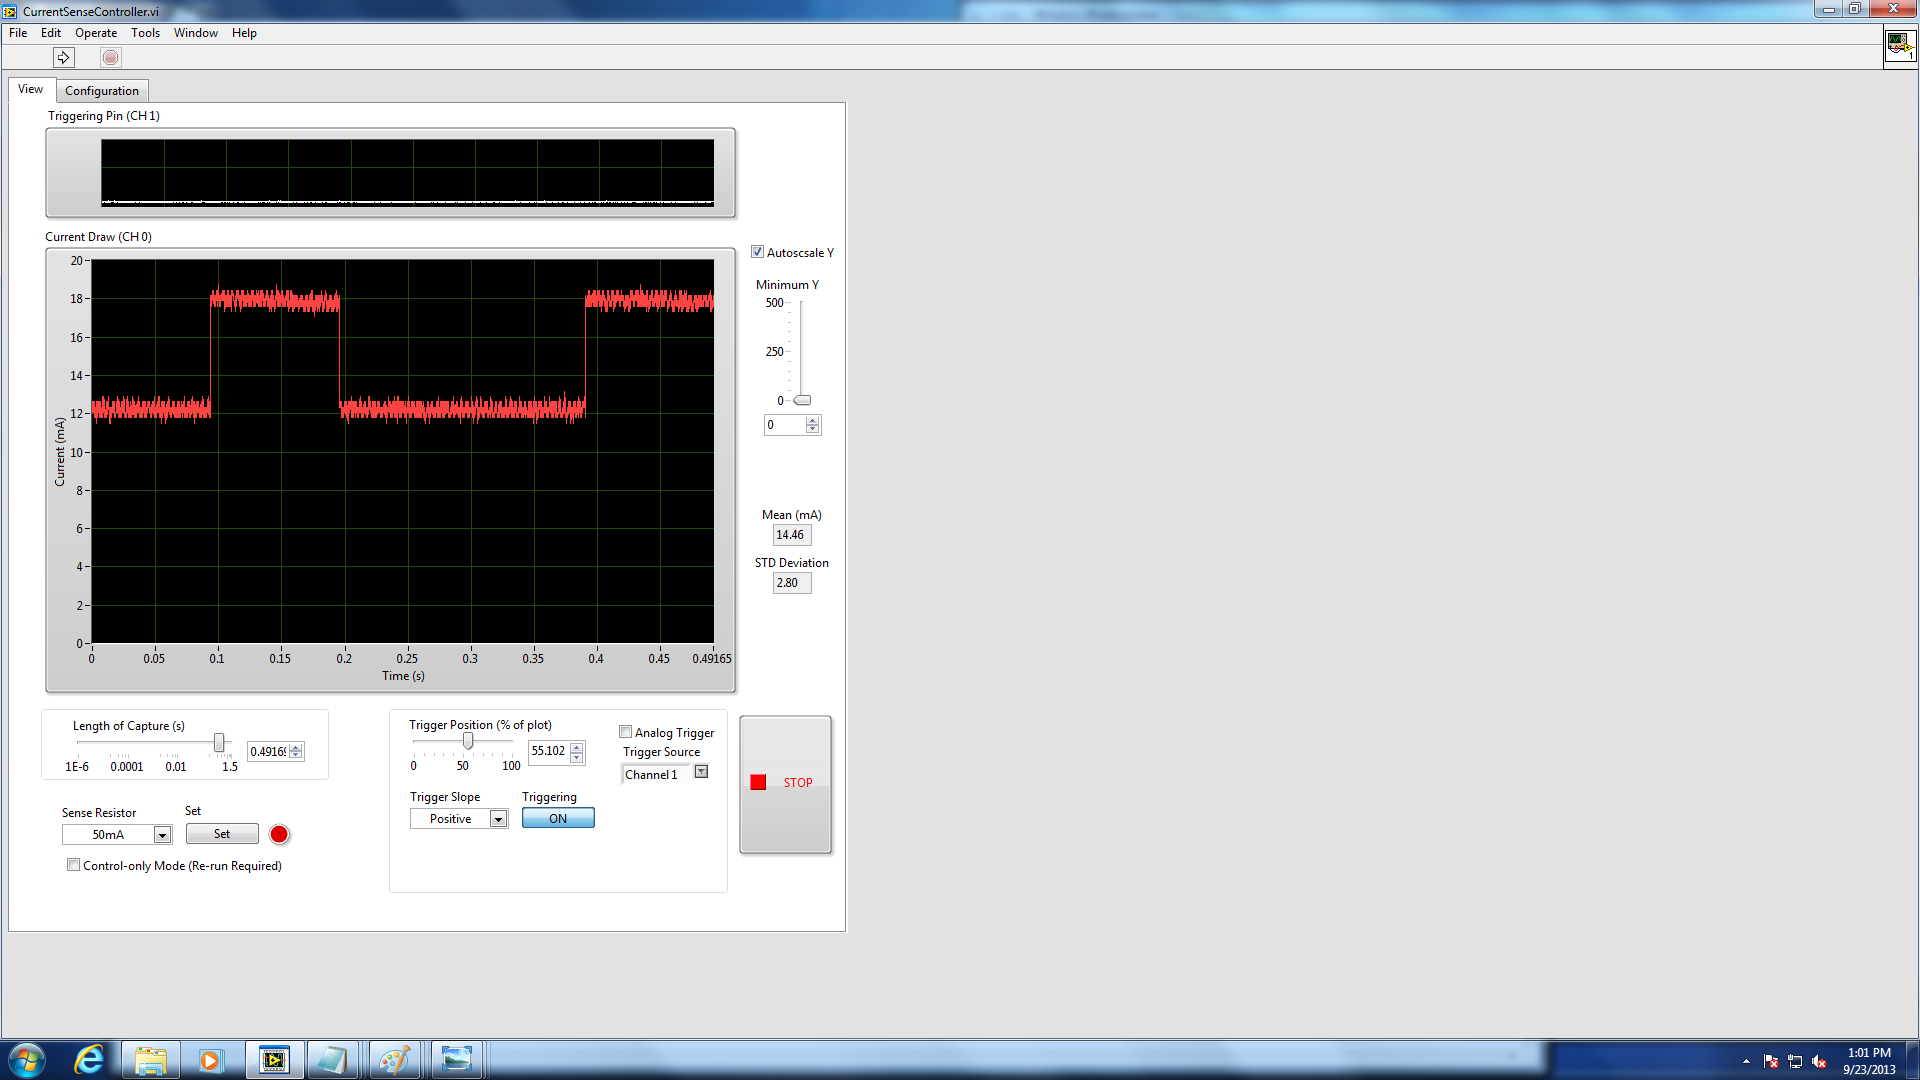 CurrentSenseController.vi
File Edit Operate Tools Window Help
1
View Configuration
Triggering Pin (CH 1)
Current Draw (CH 0)
20
18
16
14
12
10
8
6
4
2
0
Current (mA)
0 0.05 0.1 0.15 0.2 0.25 0.3 0.35 0.4 0.45 0.49165
Time (s)
Autoscsale Y
Minimum Y
500
250
0
0
Mean (mA)
14.46
STD Deviation
2.80
Length of Capture (s)
1E-6 0.0001 0.01 1.5
0.4916
Sense Resistor
50mA
Set
Set
Control-only Mode (Re-run Required)
Trigger Position (% of plot)
0 50 100
55.102
Analog Trigger
Trigger Source
Channel 1
Trigger Slope
Positive
Triggering
ON
STOP
1:01 PM
9/23/2013